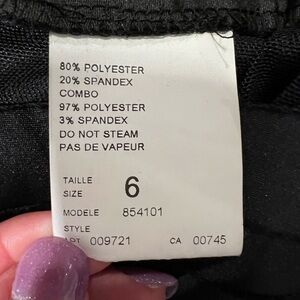 80% POLYESTER
20% SPANDEX
COMBO
97% POLYESTER
3% SPANDEX
DO NOT STEAM
PAS DE VAPEUR
TAILLE
SIZE 6
MODELE 854101
STYLE
009721 CA 00745